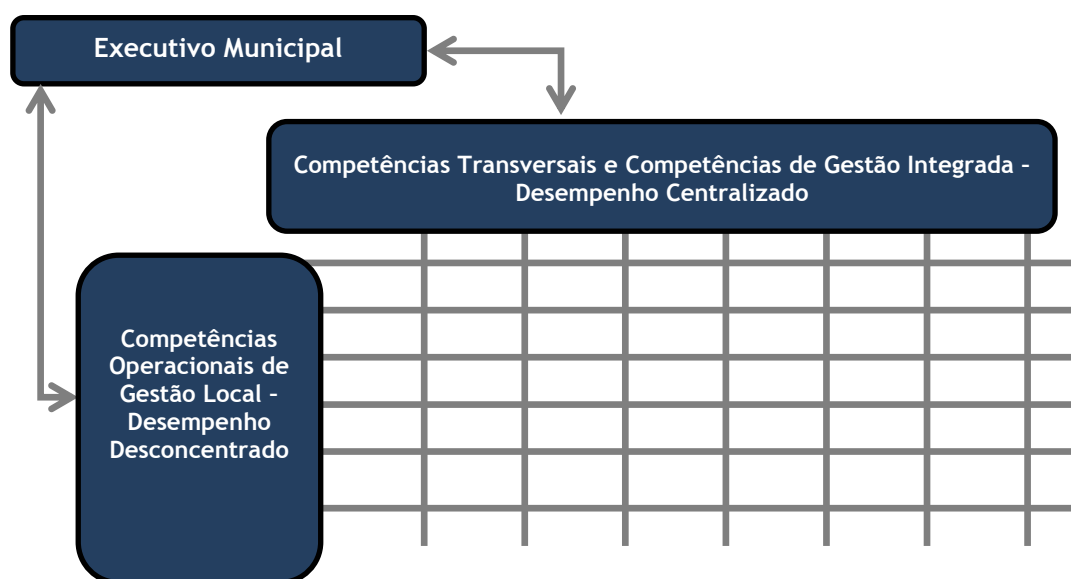 Executivo Municipal
Competências Transversais e Competências de Gestão Integrada –
Desempenho Centralizado
Competências
Operacionais de
Gestão Local –
Desempenho
Desconcentrado